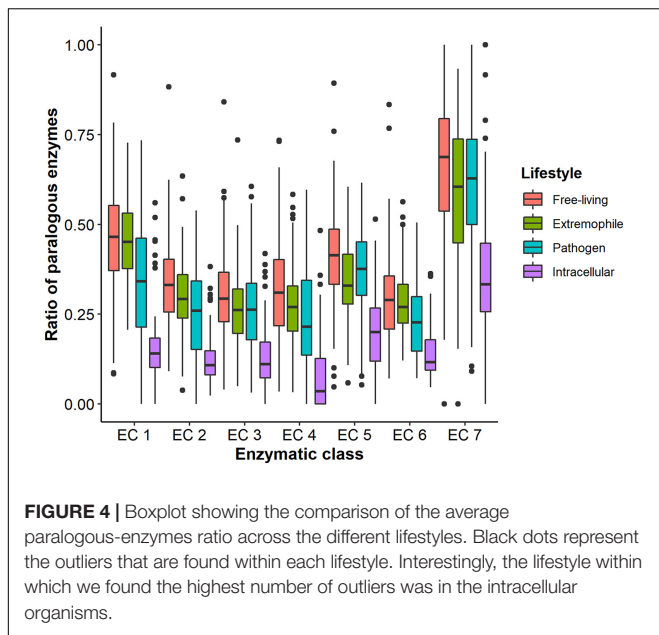 1.00
0.75
0.50
0.25
0.00
Ratio of paralogous enzymes
EC 1 EC 2 EC 3 EC 4 EC 5 EC 6 EC 7
Enzymatic class
Lifestyle
Free-living
Extremophile
Pathogen
Intracellular
FIGURE 4 | Boxplot showing the comparison of the average
paralogous-enzymes ratio across the different lifestyles. Black dots represent
the outliers that are found within each lifestyle. Interestingly, the lifestyle within
which we found the highest number of outliers was in the intracellular
organisms.